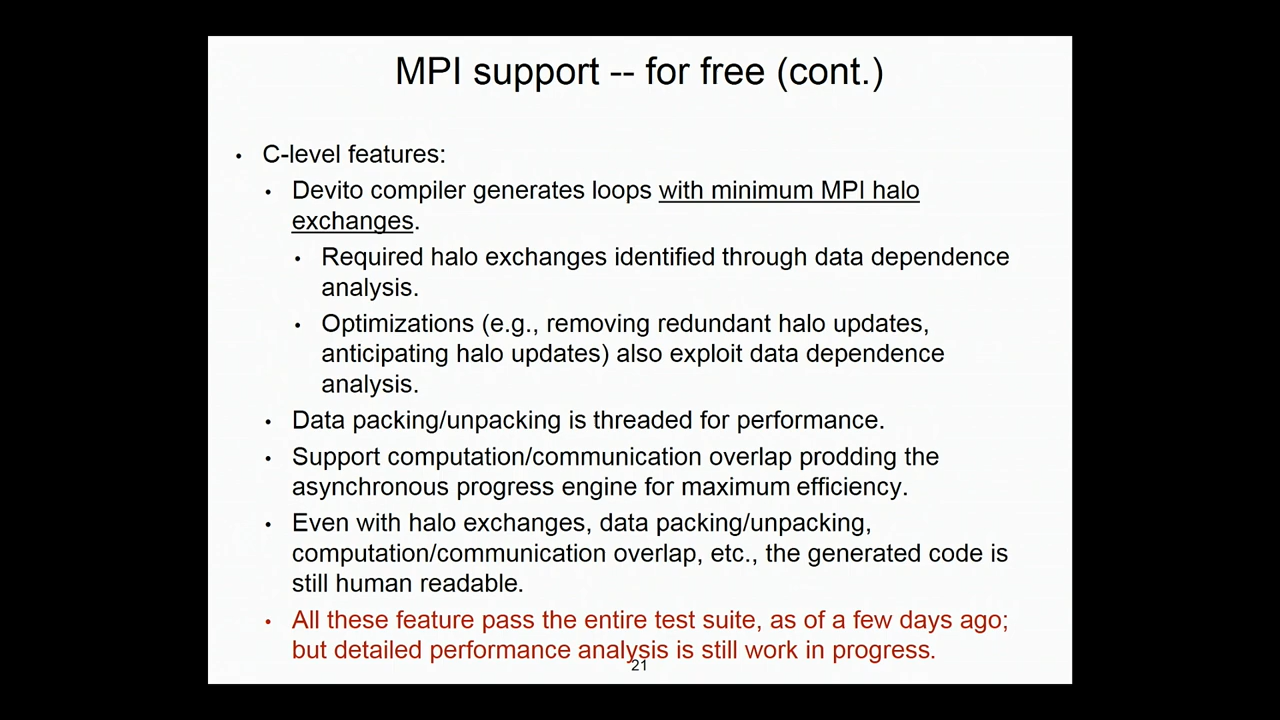 MPI support -- for free (cont.)
• C-level features:
• Devito compiler generates loops with minimum MPI halo
exchanges.
• Required halo exchanges identified through data dependence
analysis.
• Optimizations (e.g., removing redundant halo updates,
anticipating halo updates) also exploit data dependence
analysis.
• Data packing/unpacking is threaded for performance.
• Support computation/communication overlap prodding the
asynchronous progress engine for maximum efficiency.
• Even with halo exchanges, data packing/unpacking,
computation/communication overlap, etc., the generated code is
still human readable.
• All these feature pass the entire test suite, as of a few days ago;
but detailed performance analysis is still work in progress.
21